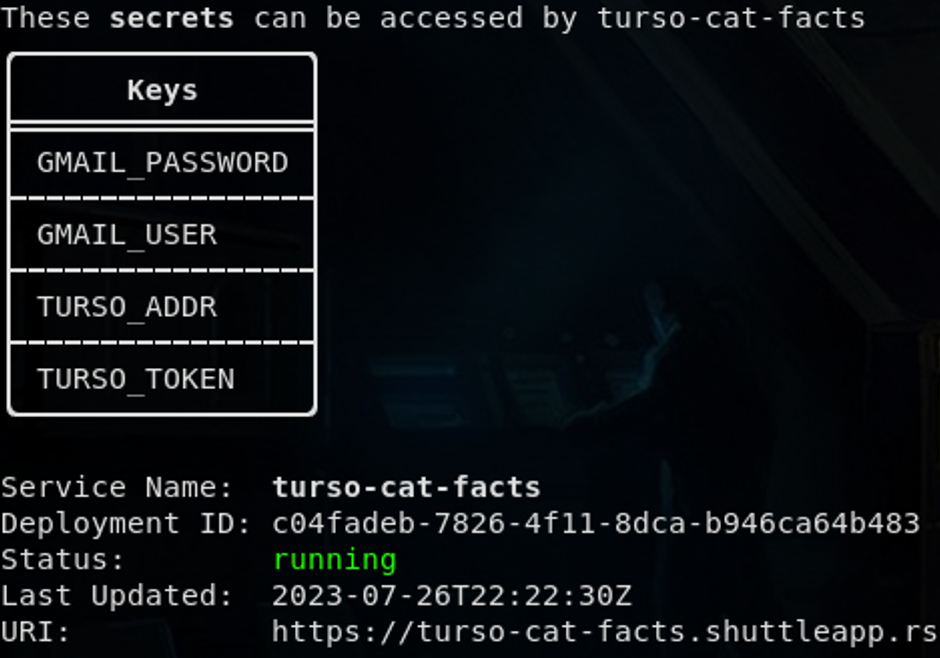 These secrets can be accessed by turso-cat-facts
Keys
GMAIL_PASSWORD
GMAIL_USER
TURSO_ADDR
TURSO_TOKEN
Service Name: turso-cat-facts
Deployment ID: c04fadeb-7826-4f11-8dca-b946ca64b483
Status: running
Last Updated: 2023-07-26T22:22:30Z
URI: https://turso-cat-facts.shuttleapp.rs